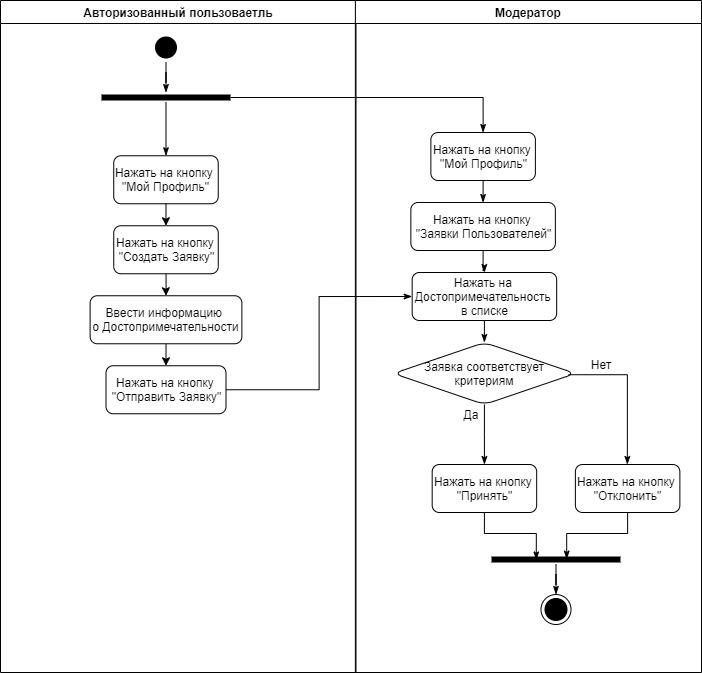 Авторизованный пользоваетль
Модератор
Нажать на кнопку
"Мой Профиль"
Нажать на кнопку
"Создать Заявку"
Ввести информацию
о Достопримечательности
Нажать на кнопку
"Отправить Заявку"
Нажать на кнопку
"Мой Профиль"
Нажать на кнопку
"Заявки Пользователей"
Нажать на
Достопримечательность
в списке
Заявка соответствует
критериям
Нет
Да
Нажать на кнопку
"Принять"
Нажать на кнопку
"Отклонить"